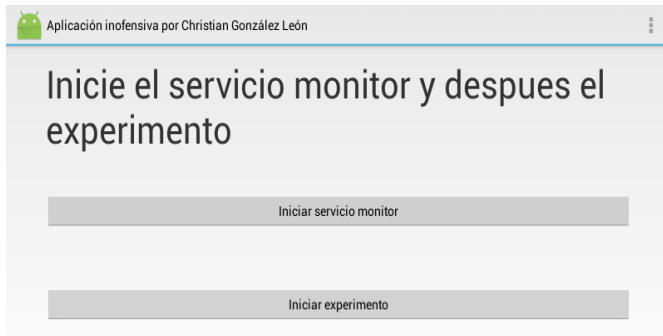 Aplicación inofensiva por Christian González León
Inicie el servicio monitor y despues el
experimento
Iniciar servicio monitor
Iniciar experimento